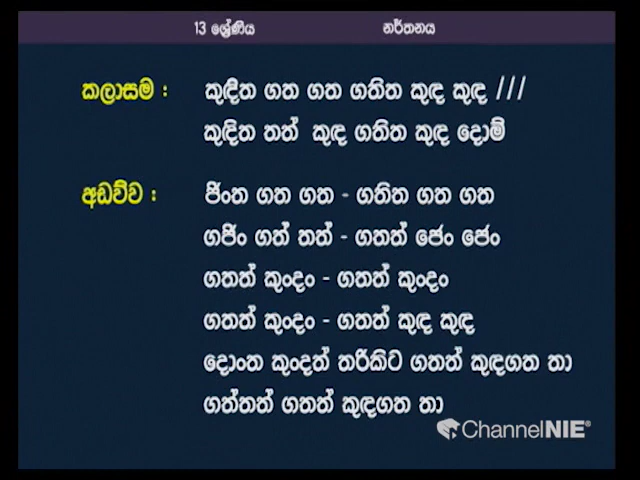 13 ශ්‍රේණිය නර්තනය
කලාසම : කුඳිත ගත ගත ගතිත කුඳ කුඳ ///
කුඳිත තත් කුඳ ගතිත කුඳ දොම්
අඩව්ව : ජිංත ගත ගත - ගතිත ගත ගත
ගජිං ගත් තත් - ගතත් ජෙං ජෙං
ගතත් කුංදං - ගතත් කුංදං
ගතත් කුංදං - ගතත් කුඳ කුඳ
දොංත කුංදත් තරිකිට ගතත් කුඳගත තා
ගත්තත් ගතත් කුඳගත තා
ChannelNIE®